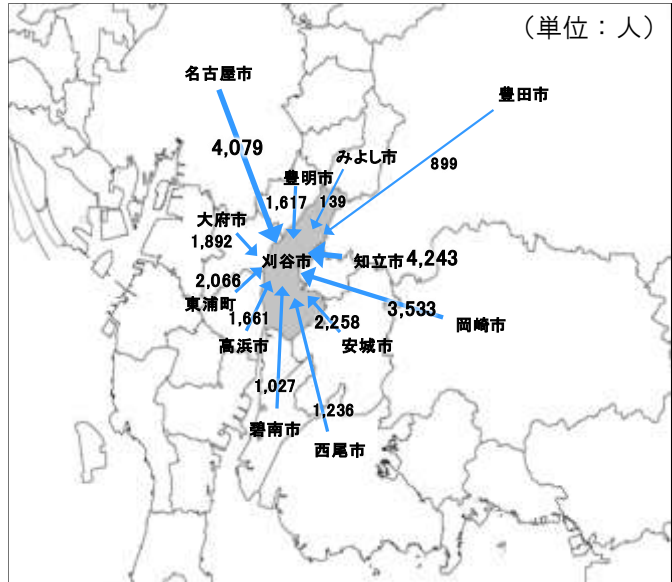 （単位：人）
名古屋市
豊田市
4,079
みよし市
899
豊明市
1,617
139
大府市
1,892
刈谷市
知立市
4,243
2,066
東浦町
3,533
1,661
2,258
岡崎市
高浜市
安城市
1,027
1,236
碧南市
西尾市